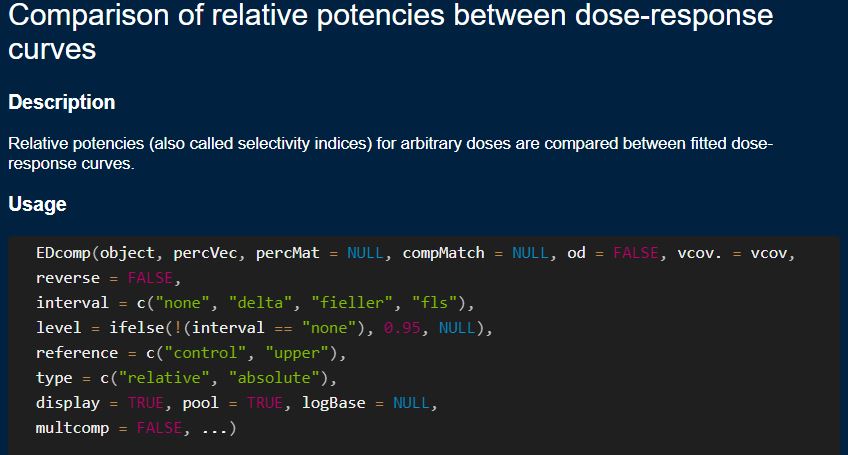 Comparison of relative potencies between dose-response
curves
Description
Relative potencies (also called selectivity indices) for arbitrary doses are compared between fitted dose-
response curves.
Usage
EDcomp(object, percVec, percMat = NULL, compMatch = NULL, od = FALSE, vcov. = vcov,
reverse = FALSE,
interval = c("none", "delta", "fieller", "fls"),
level = ifelse(!(interval == "none"), 0.95, NULL),
reference = c("control", "upper"),
type = c("relative", "absolute"),
display = TRUE, pool = TRUE, logBase = NULL,
multcomp = FALSE, ...)